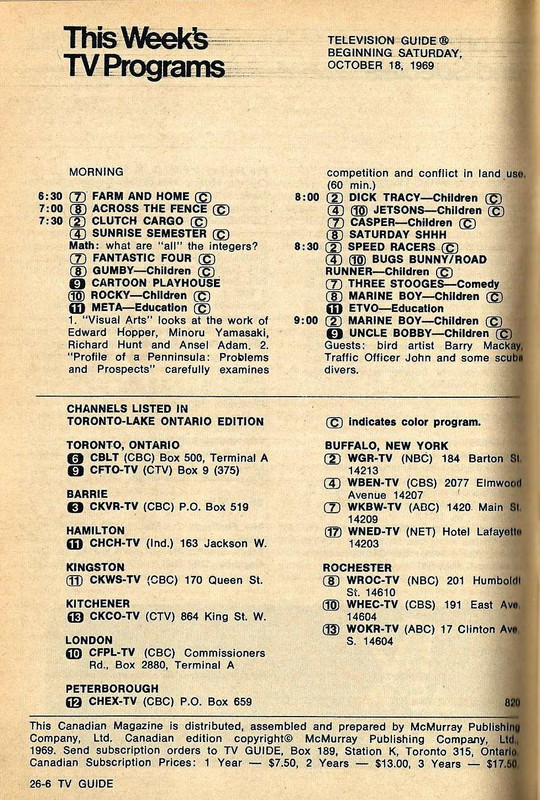 This Week's
TV Programs
TELEVISION GUIDE®
BEGINNING SATURDAY,
OCTOBER 18, 1969
MORNING
6:30 (7) FARM AND HOME (C)
7:00 (8) ACROSS THE FENCE (C)
7:30 (2) CLUTCH CARGO (C)
(4) SUNRISE SEMESTER (C)
Math: what are "all" the integers?
(7) FANTASTIC FOUR (C)
(8) GUMBY—Children (C)
9 CARTOON PLAYHOUSE
(10) ROCKY—Children (C)
11 META—Education (C)
1. "Visual Arts" looks at the work of
Edward Hopper, Minoru Yamasaki,
Richard Hunt and Ansel Adam. 2.
"Profile of a Penninsula: Problems
and Prospects" carefully examines
competition and conflict in land use.
(60 min.)
8:00 (2) DICK TRACY—Children (C)
(4) (10) JETSONS—Children (C)
(7) CASPER—Children (C)
(8) SATURDAY SHHH
8:30 (2) SPEED RACERS (C)
(4) (10) BUGS BUNNY/ROAD
RUNNER—Children (C)
(7) THREE STOOGES—Comedy
(8) MARINE BOY—Children (C)
11 ETVO—Education
9:00 (2) MARINE BOY—Children (C)
9 UNCLE BOBBY—Children (C)
Guests: bird artist Barry Mackay,
Traffic Officer John and some scuba
divers.
CHANNELS LISTED IN
TORONTO-LAKE ONTARIO EDITION
TORONTO, ONTARIO
6 CBLT (CBC) Box 500, Terminal A
9 CFTO-TV (CTV) Box 9 (375)
BARRIE
3 CKVR-TV (CBC) P.O. Box 519
HAMILTON
11 CHCH-TV (Ind.) 163 Jackson W.
KINGSTON
(11) CKWS-TV (CBC) 170 Queen St.
KITCHENER
13 CKCO-TV (CTV) 864 King St. W.
LONDON
10 CFPL-TV (CBC) Commissioners
Rd., Box 2880, Terminal A
PETERBOROUGH
12 CHEX-TV (CBC) P.O. Box 659
(C) indicates color program.
BUFFALO, NEW YORK
(2) WGR-TV (NBC) 184 Barton St.
14213
(4) WBEN-TV (CBS) 2077 Elmwood
Avenue 14207
(7) WKBW-TV (ABC) 1420 Main St.
14209
(17) WNED-TV (NET) Hotel Lafayette
14203
ROCHESTER
(8) WROC-TV (NBC) 201 Humboldt
St. 14610
(10) WHEC-TV (CBS) 191 East Ave.
14604
(13) WOKR-TV (ABC) 17 Clinton Ave.
S. 14604
820
This Canadian Magazine is distributed, assembled and prepared by McMurray Publishing
Company, Ltd. Canadian edition copyright© McMurray Publishing Company, Ltd.,
1969. Send subscription orders to TV GUIDE, Box 189, Station K, Toronto 315, Ontario.
Canadian Subscription Prices: 1 Year — $7.50, 2 Years — $13.00, 3 Years — $17.50.
26-6 TV GUIDE